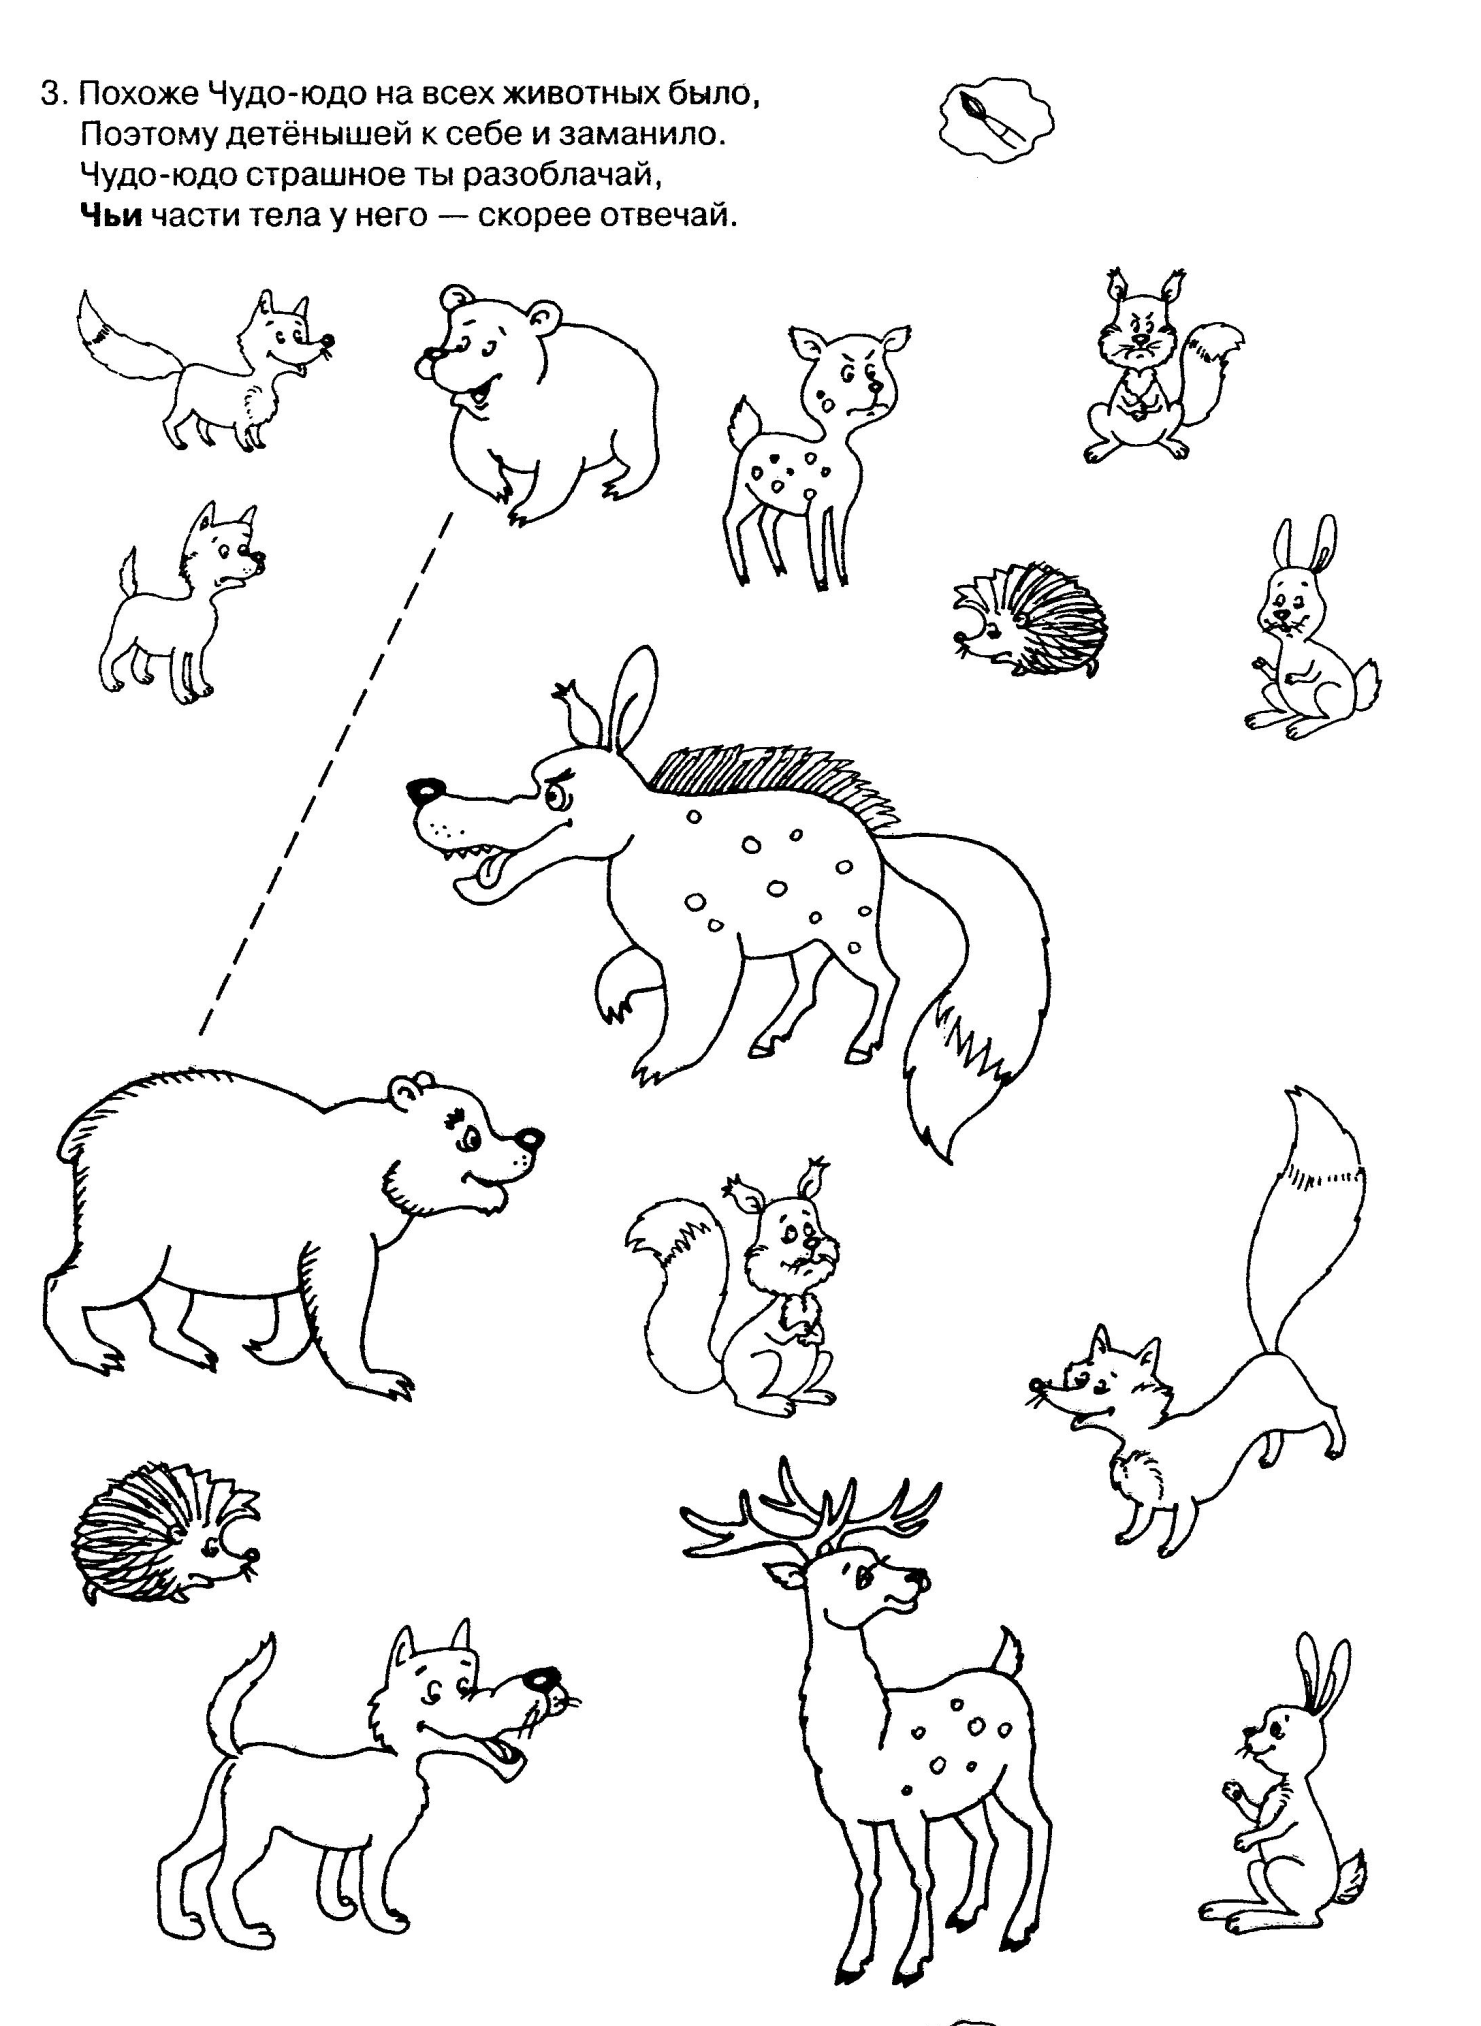 3. Похоже Чудо-юдо на всех животных было,
Поэтому детёнышей к себе и заманило.
Чудо-юдо страшное ты разоблачай,
Чьи части тела у него — скорее отвечай.